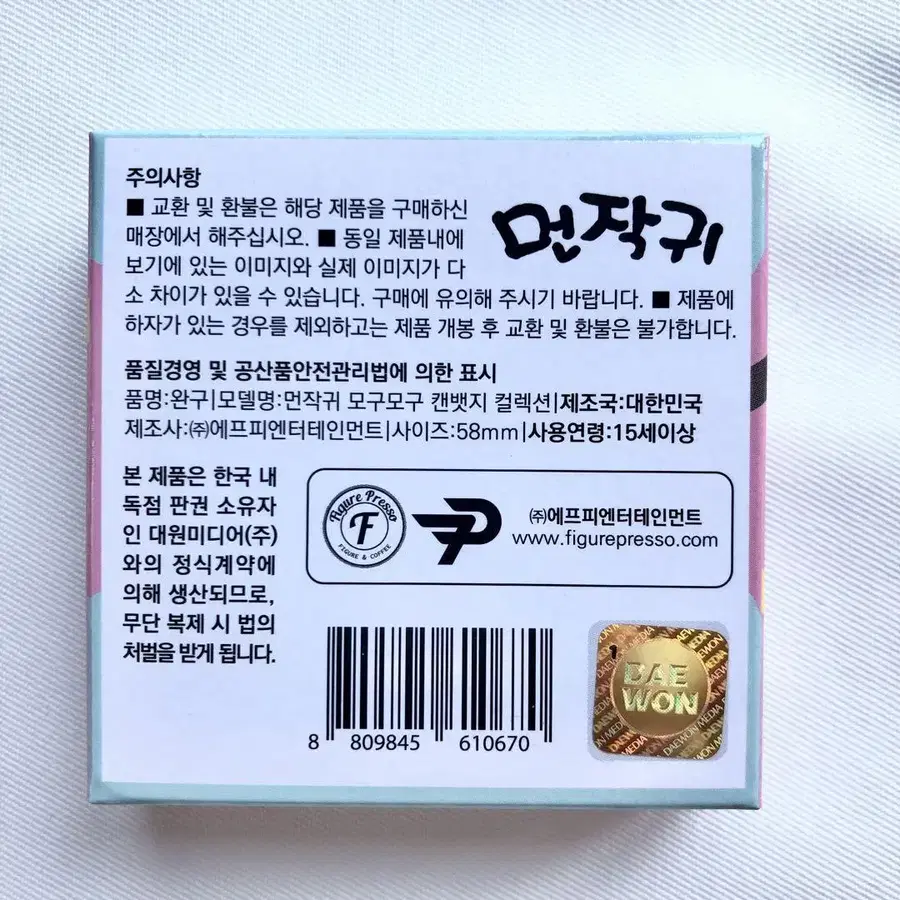 주의사항
■ 교환 및 환불은 해당 제품을 구매하신
매장에서 해주십시오. ■ 동일 제품내에
보기에 있는 이미지와 실제 이미지가 다
소 차이가 있을 수 있습니다. 구매에 유의해 주시기 바랍니다. ■ 제품에
하자가 있는 경우를 제외하고는 제품 개봉 후 교환 및 환불은 불가합니다.
먼작귀
품질경영 및 공산품안전관리법에 의한 표시
품명:완구|모델명:먼작귀 모구모구 캔뱃지 컬렉션|제조국:대한민국
제조사:㈜에프피엔터테인먼트|사이즈:58mm|사용연령:15세이상
본 제품은 한국 내
독점 판권 소유자
인 대원미디어(주)
와의 정식계약에
의해 생산되므로,
무단 복제 시 법의
처벌을 받게 됩니다.
Figure Presso
F
FIGURE & COFFEE
㈜에프피엔터테인먼트
www.figurepresso.com
8 809845 610670
1
DAE
WON
DAEWON MEDIA